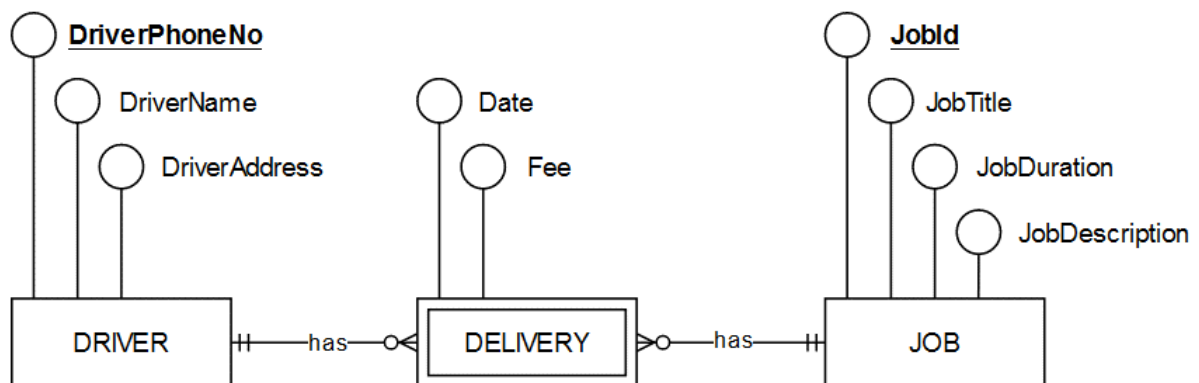 DriverPhoneNo
JobId
DriverName
Date
JobTitle
DriverAddress
Fee
JobDuration
JobDescription
DRIVER
has
DELIVERY
has
JOB